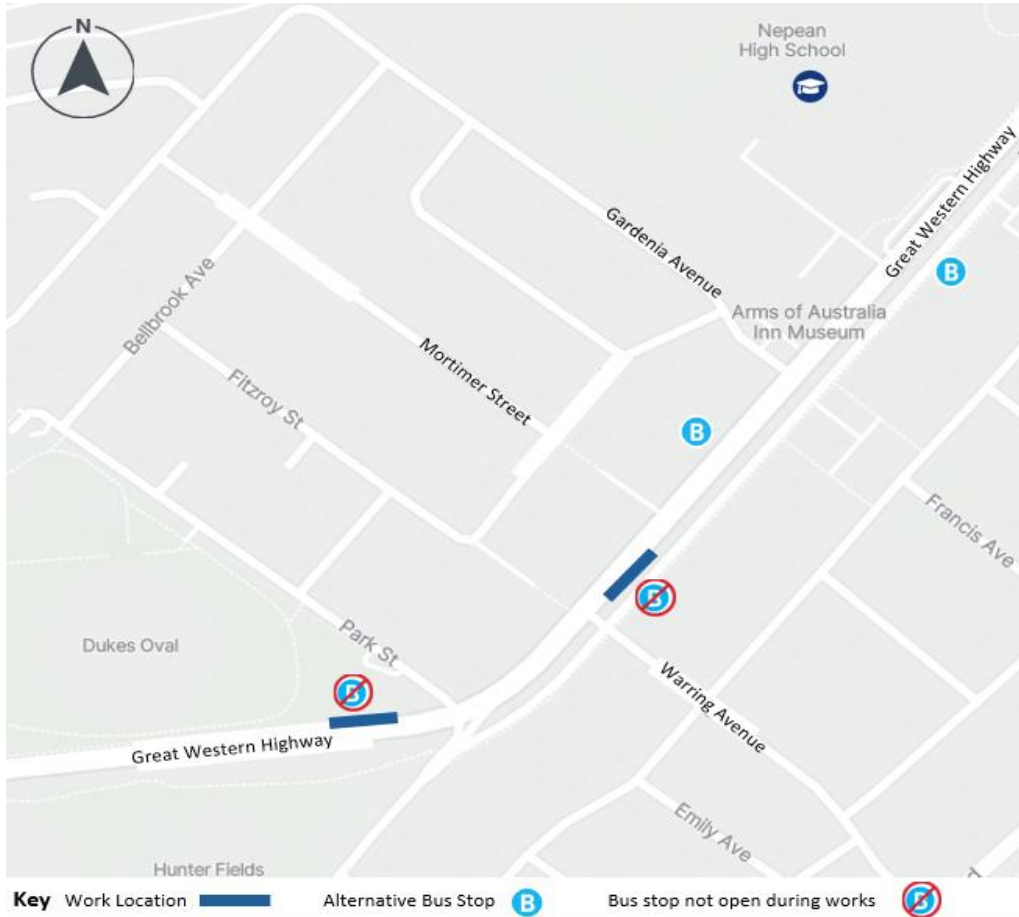 N
Nepean
High School
Great Western Highway
Gardenia Avenue
B
Arms of Australia
Inn Museum
Bellbrook Ave
Mortimer Street
Fitzroy St
B
Francis Ave
B
Dukes Oval
Park St
B
Warring Avenue
Great Western Highway
Emily Ave
Hunter Fields
Key Work Location Alternative Bus Stop B Bus stop not open during works B